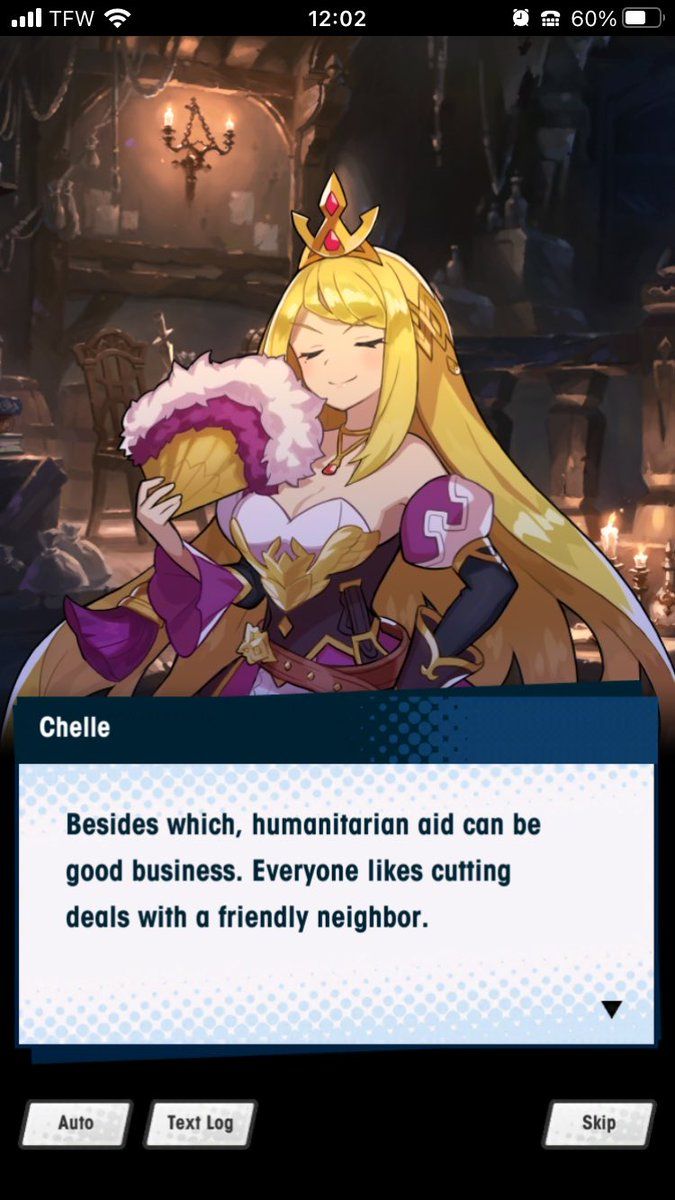 TFW 12:02 60%
Chelle
Besides which, humanitarian aid can be
good business. Everyone likes cutting
deals with a friendly neighbor.
Auto Text Log Skip